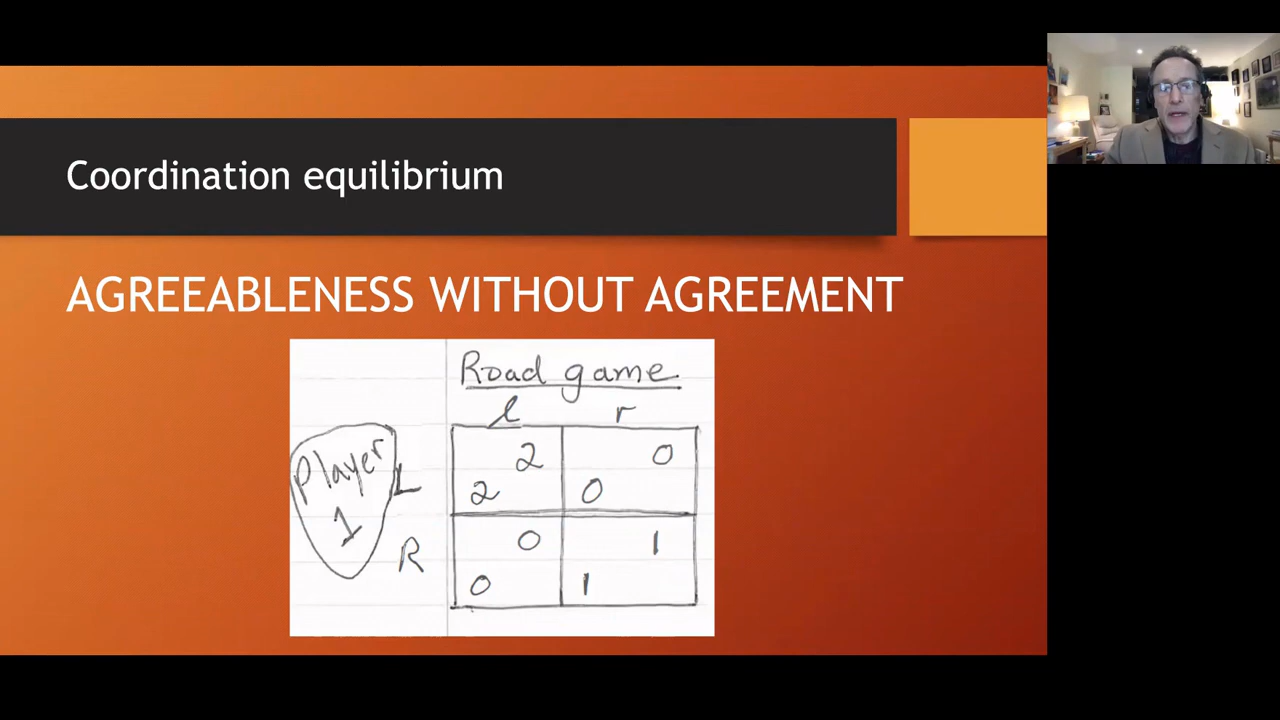 Coordination equilibrium
AGREEABLENESS WITHOUT AGREEMENT
Road game
l r
Player
1
L
2 0
2 0
R
0 1
0 1